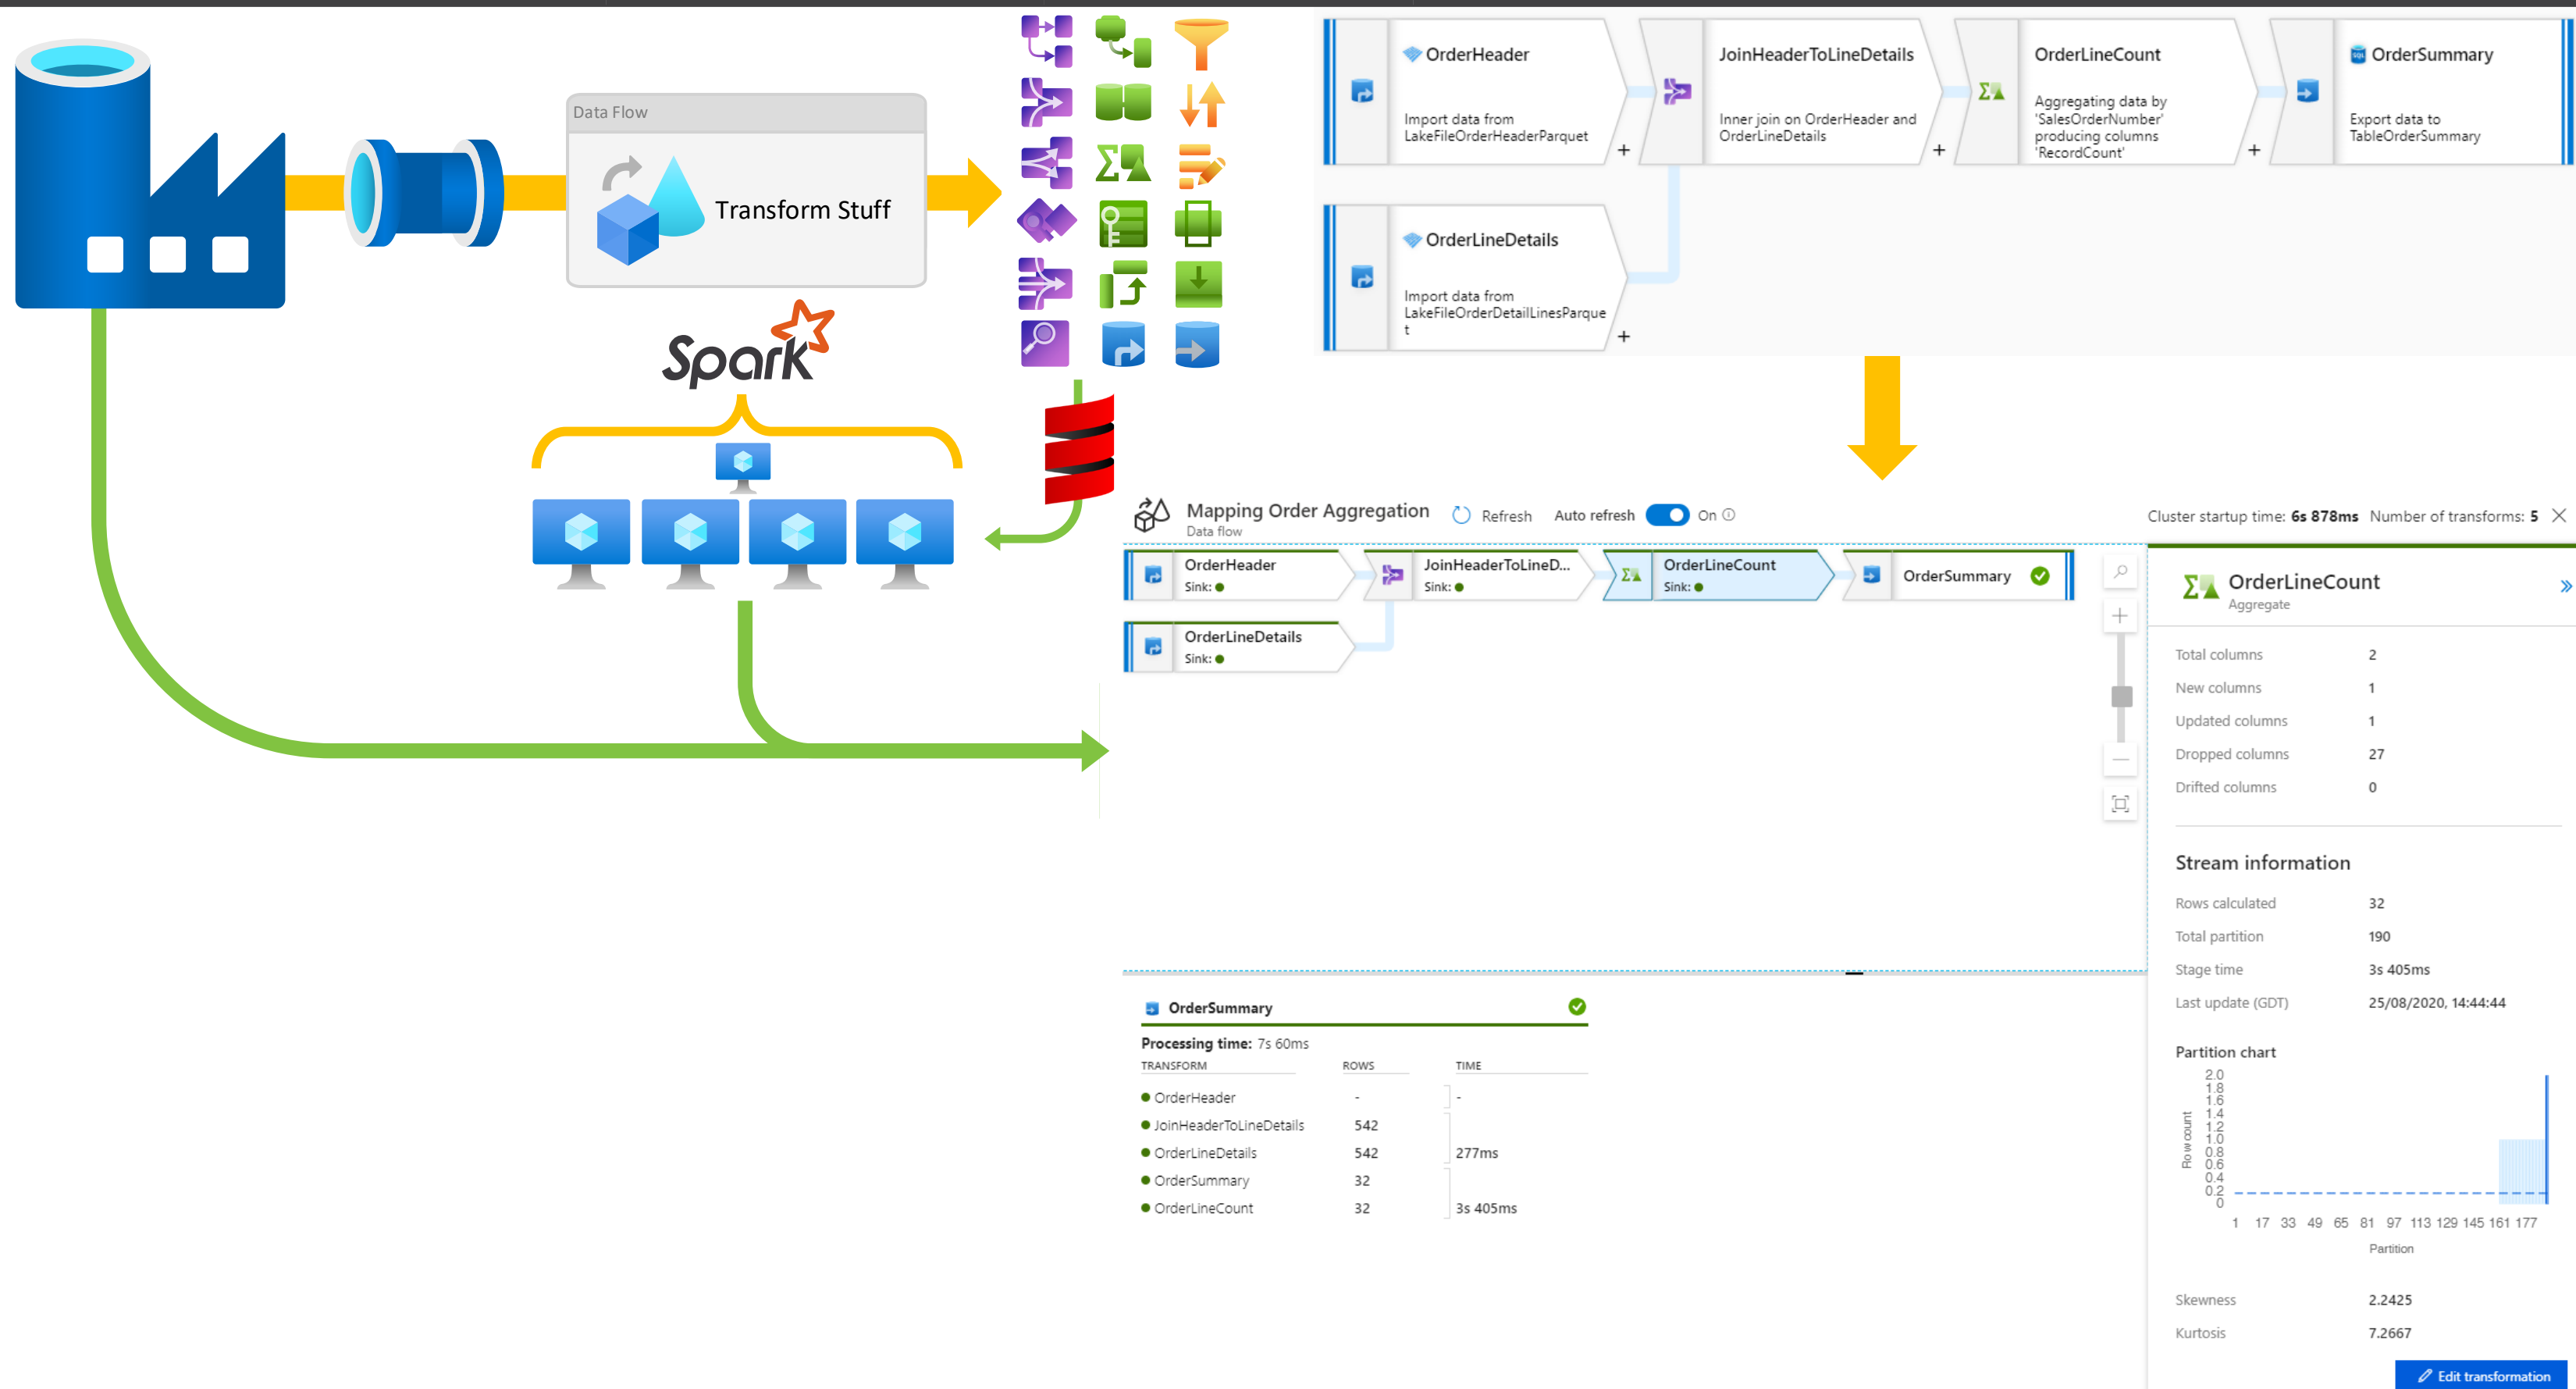 Data Flow
Transform Stuff
Spark
OrderHeader
Import data from
LakeFileOrderHeaderParquet
+
JoinHeaderToLineDetails
Inner join on OrderHeader and
OrderLineDetails
+
OrderLineCount
Aggregating data by
'SalesOrderNumber'
producing columns
'RecordCount'
+
SQL
OrderSummary
Export data to
TableOrderSummary
OrderLineDetails
Import data from
LakeFileOrderDetailLinesParque
t
+
Mapping Order Aggregation
Data flow
Refresh
Auto refresh
On
Cluster startup time: 6s 878ms Number of transforms: 5
OrderHeader
Sink:
JoinHeaderToLineD...
Sink:
OrderLineCount
Sink:
OrderSummary
OrderLineDetails
Sink:
OrderLineCount
Aggregate
Total columns 2
New columns 1
Updated columns 1
Dropped columns 27
Drifted columns 0
Stream information
Rows calculated 32
Total partition 190
Stage time 3s 405ms
Last update (GDT) 25/08/2020, 14:44:44
Partition chart
Row count
2.0
1.8
1.6
1.4
1.2
1.0
0.8
0.6
0.4
0.2
0
1 17 33 49 65 81 97 113 129 145 161 177
Partition
Skewness 2.2425
Kurtosis 7.2667
Edit transformation
OrderSummary
Processing time: 7s 60ms
TRANSFORM ROWS TIME
OrderHeader - -
JoinHeaderToLineDetails 542
OrderLineDetails 542 277ms
OrderSummary 32
OrderLineCount 32 3s 405ms